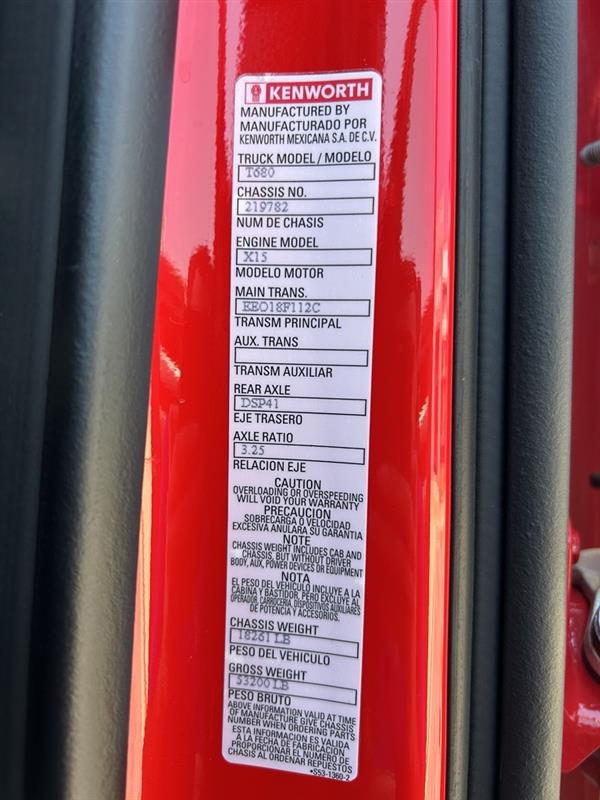 KENWORTH
MANUFACTURED BY
MANUFACTURADO POR
KENWORTH MEXICANA S.A. DE C.V.
TRUCK MODEL / MODELO
T680
CHASSIS NO.
219782
NUM DE CHASIS
ENGINE MODEL
X15
MODELO MOTOR
MAIN TRANS.
EEO18F112C
TRANSM PRINCIPAL
AUX. TRANS
TRANSM AUXILIAR
REAR AXLE
DSP41
EJE TRASERO
AXLE RATIO
3.25
RELACION EJE
CAUTION
OVERLOADING OR OVERSPEEDING
WILL VOID YOUR WARRANTY
PRECAUCION
SOBRECARGA O VELOCIDAD
EXCESIVA ANULARA SU GARANTIA
NOTE
CHASSIS WEIGHT INCLUDES CAB AND
CHASSIS, BUT WITHOUT DRIVER
BODY, AUX, POWER DEVICES OR EQUIPMENT
NOTA
EL PESO DEL VEHICULO INCLUYE A LA
CABINA Y BASTIDOR, PERO EXCLUYE AL
OPERADOR, CARROCERIA, DISPOSITIVOS AUXILIARES
DE POTENCIA Y ACCESORIOS.
CHASSIS WEIGHT
18261 LB
PESO DEL VEHICULO
GROSS WEIGHT
53200 LB
PESO BRUTO
ABOVE INFORMATION VALID AT TIME
OF MANUFACTURE GIVE CHASSIS
NUMBER WHEN ORDERING PARTS
ESTA INFORMACION ES VALIDA
A LA FECHA DE FABRICACION
PROPORCIONAR EL NUMERO DE
CHASIS AL ORDENAR REPUESTOS
*S53-1360-2